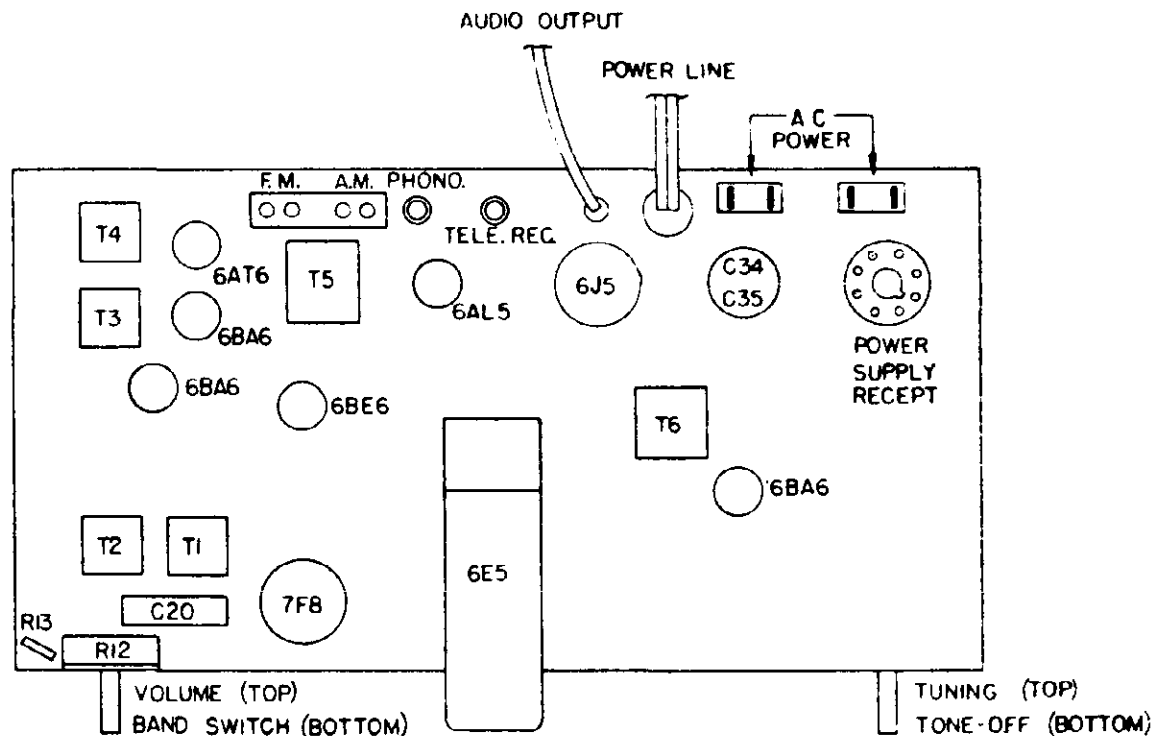 AUDIO OUTPUT
POWER LINE
A C
POWER
F. M.
A.M.
PHONO.
TELE. REC.
T4
6AT6
T5
6AL5
6J5
C34
C35
T3
6BA6
POWER
SUPPLY
RECEPT
6BA6
6BE6
T6
6BA6
T2
T1
6E5
7F8
C20
R13
R12
VOLUME (TOP)
BAND SWITCH (BOTTOM)
TUNING (TOP)
TONE-OFF (BOTTOM)